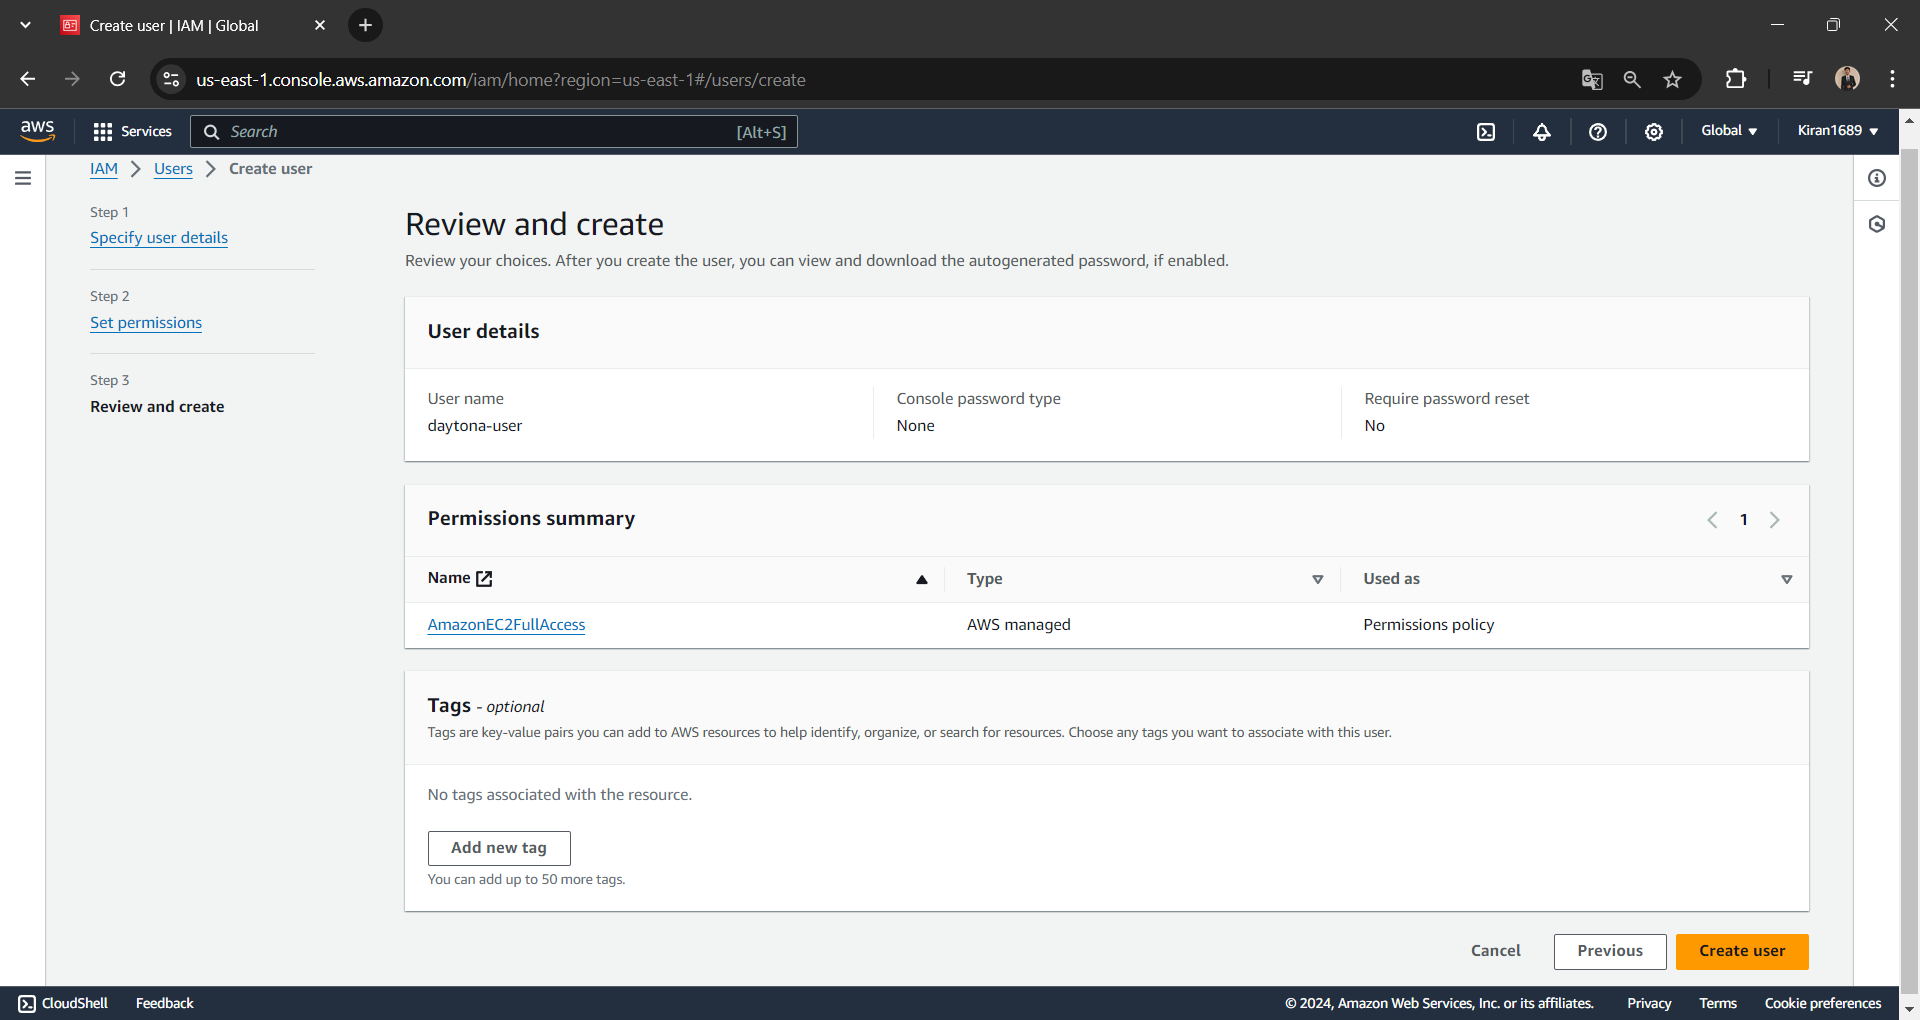 Create user | IAM | Global
us-east-1.console.aws.amazon.com/iam/home?region=us-east-1#/users/create
aws
Services
Search
[Alt+S]
Global
Kiran1689
IAM
Users
Create user
Step 1
Specify user details
Step 2
Set permissions
Step 3
Review and create
Review and create
Review your choices. After you create the user, you can view and download the autogenerated password, if enabled.
User details
User name
daytona-user
Console password type
None
Require password reset
No
Permissions summary
1
Name
Type
Used as
AmazonEC2FullAccess
AWS managed
Permissions policy
Tags - optional
Tags are key-value pairs you can add to AWS resources to help identify, organize, or search for resources. Choose any tags you want to associate with this user.
No tags associated with the resource.
Add new tag
You can add up to 50 more tags.
Cancel
Previous
Create user
CloudShell
Feedback
© 2024, Amazon Web Services, Inc. or its affiliates.
Privacy
Terms
Cookie preferences